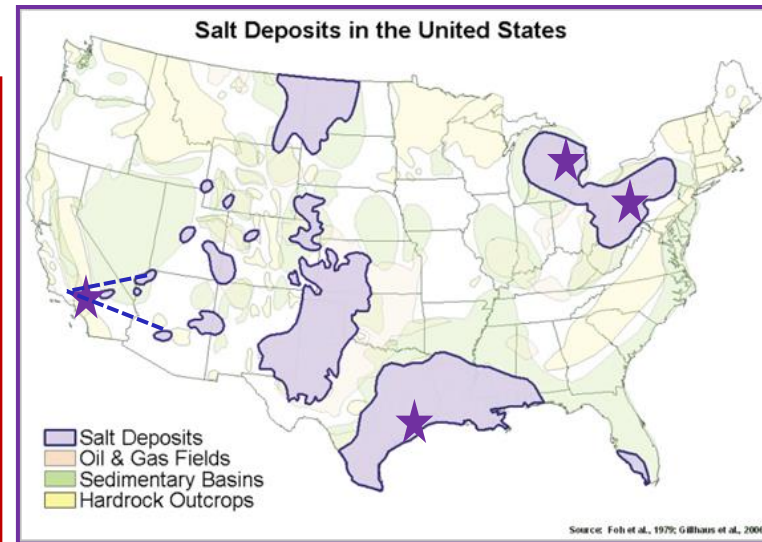 Salt Deposits in the United States
Salt Deposits
Oil & Gas Fields
Sedimentary Basins
Hardrock Outcrops
Source: Foh et al., 1979; Gillhaus et al., 2006